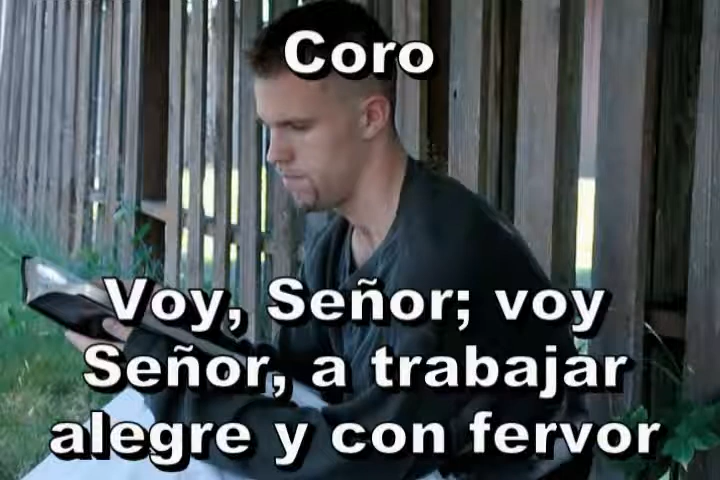 Coro
Voy, Señor; voy
Señor, a trabajar
alegre y con fervor